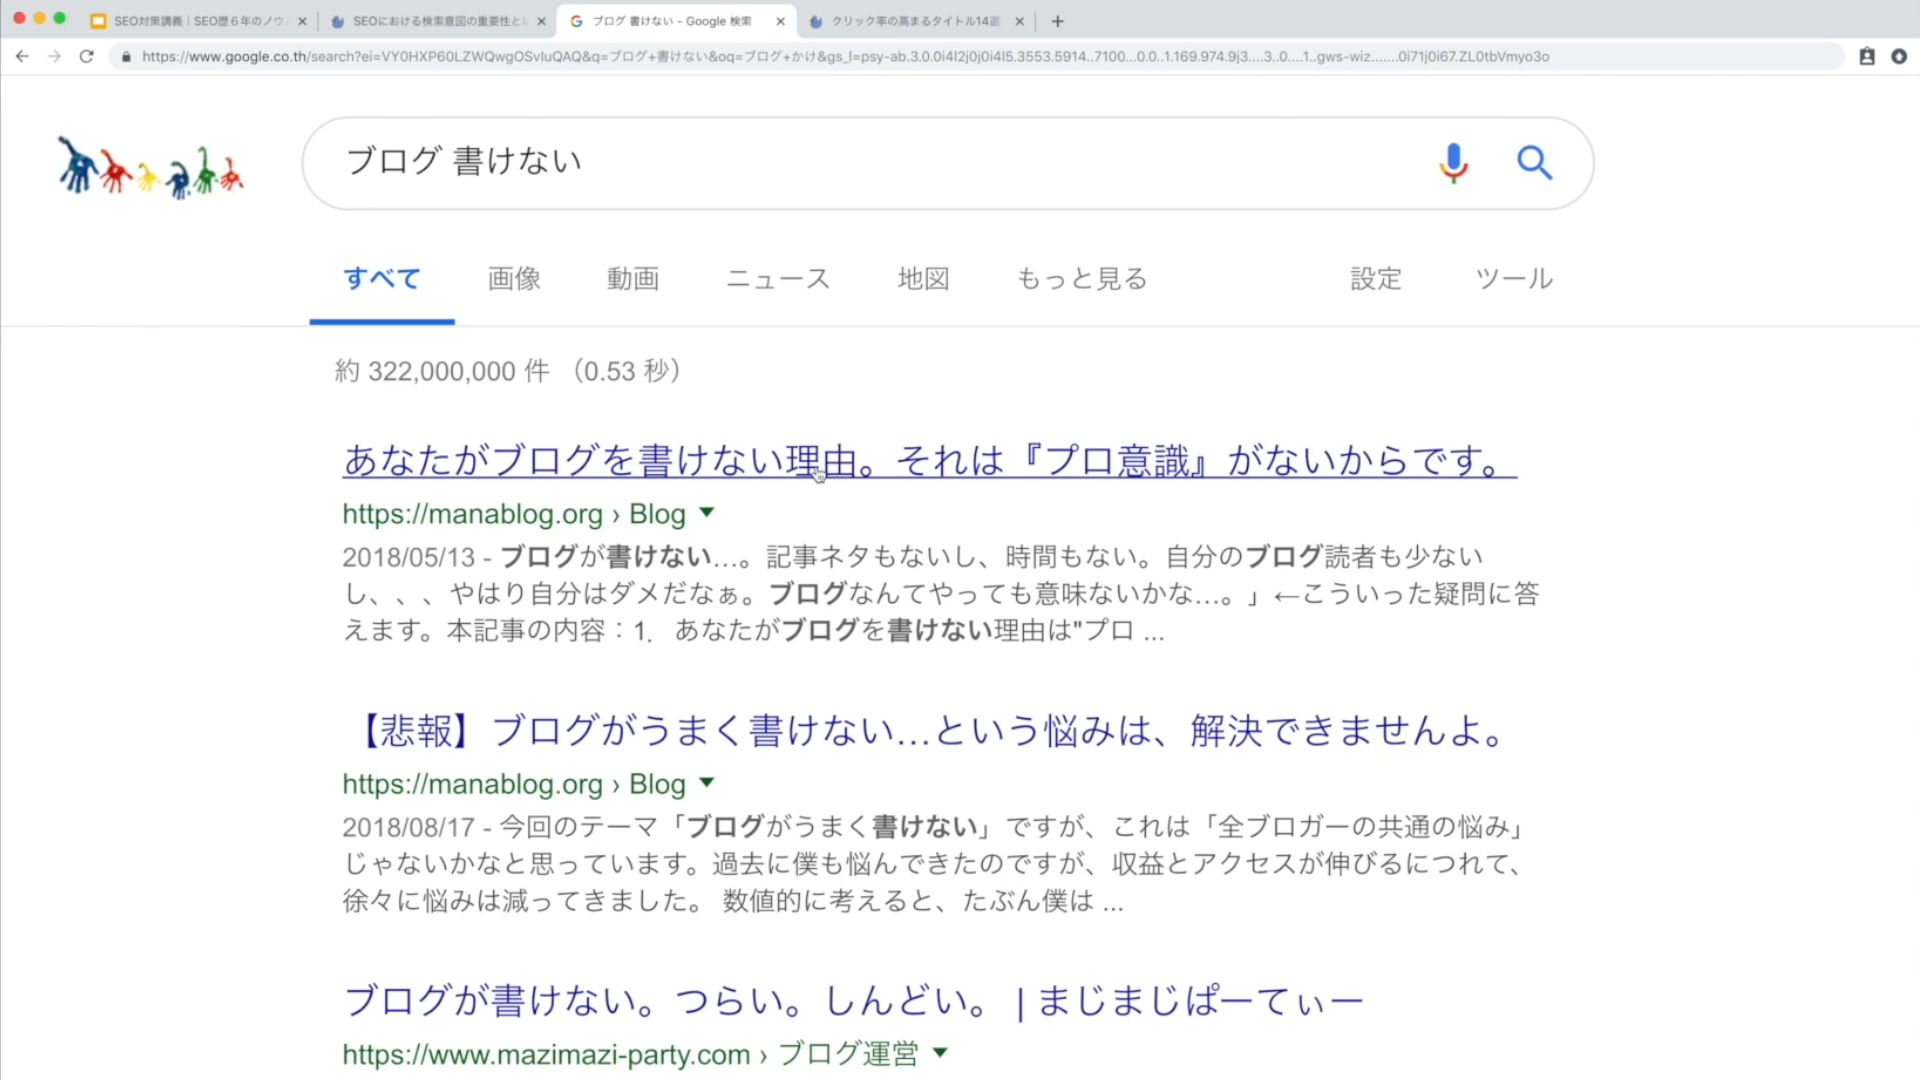 SEO対策講義｜SEO歴６年のノウ
SEOにおける検索意図の重要性と
ブログ 書けない - Google 検索
クリック率の高まるタイトル14選
https://www.google.co.th/search?ei=VY0HXP60LZWQwgOSvIuQAQ&q=ブログ+書けない&oq=ブログ+かけ&gs_l=psy-ab.3.0.0i4l2j0j0i4l5.3553.5914..7100...0.0..1.169.974.9j3....3..0....1..gws-wiz.......0i71j0i67.ZL0tbVmyo3o
ブログ 書けない
すべて 画像 動画 ニュース 地図 もっと見る 設定 ツール
約 322,000,000 件 （0.53 秒）
あなたがブログを書けない理由。それは『プロ意識』がないからです。
https://manablog.org › Blog
2018/05/13 - ブログが書けない…。記事ネタもないし、時間もない。自分のブログ読者も少ない
し、、、やはり自分はダメだなぁ。ブログなんてやっても意味ないかな…。」←こういった疑問に答
えます。本記事の内容：1． あなたがブログを書けない理由は"プロ ...
【悲報】ブログがうまく書けない…という悩みは、解決できませんよ。
https://manablog.org › Blog
2018/08/17 - 今回のテーマ「ブログがうまく書けない」ですが、これは「全ブロガーの共通の悩み」
じゃないかなと思っています。過去に僕も悩んできたのですが、収益とアクセスが伸びるにつれて、
徐々に悩みは減ってきました。 数値的に考えると、たぶん僕は ...
ブログが書けない。つらい。しんどい。 | まじまじぱーてぃー
https://www.mazimazi-party.com › ブログ運営